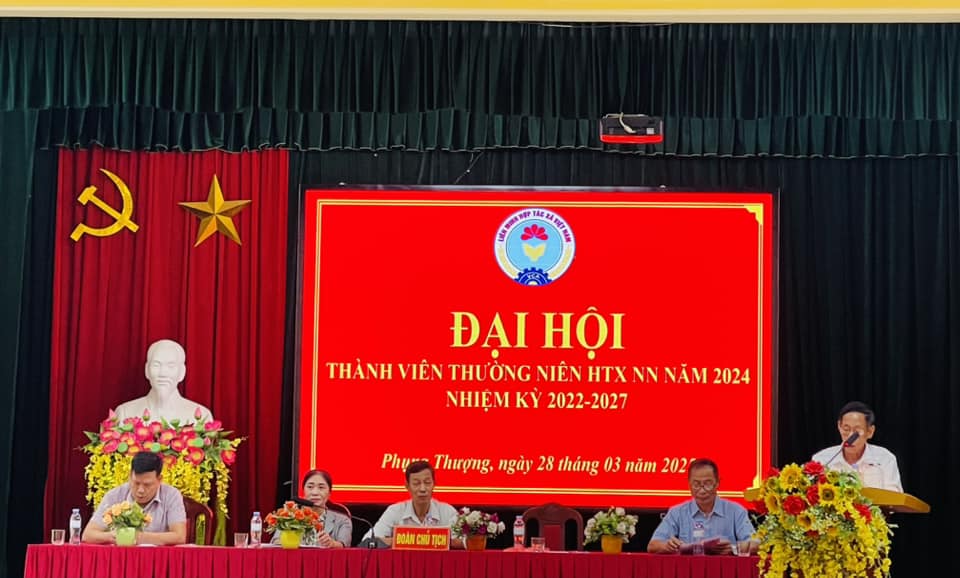 LIÊN MINH HỢP TÁC XÃ VIỆT NAM
VCA
ĐẠI HỘI
THÀNH VIÊN THƯỜNG NIÊN HTX NN NĂM 2024
NHIỆM KỲ 2022-2027
Phụng Thượng, ngày 28 tháng 03 năm
ĐOÀN CHỦ TỊCH